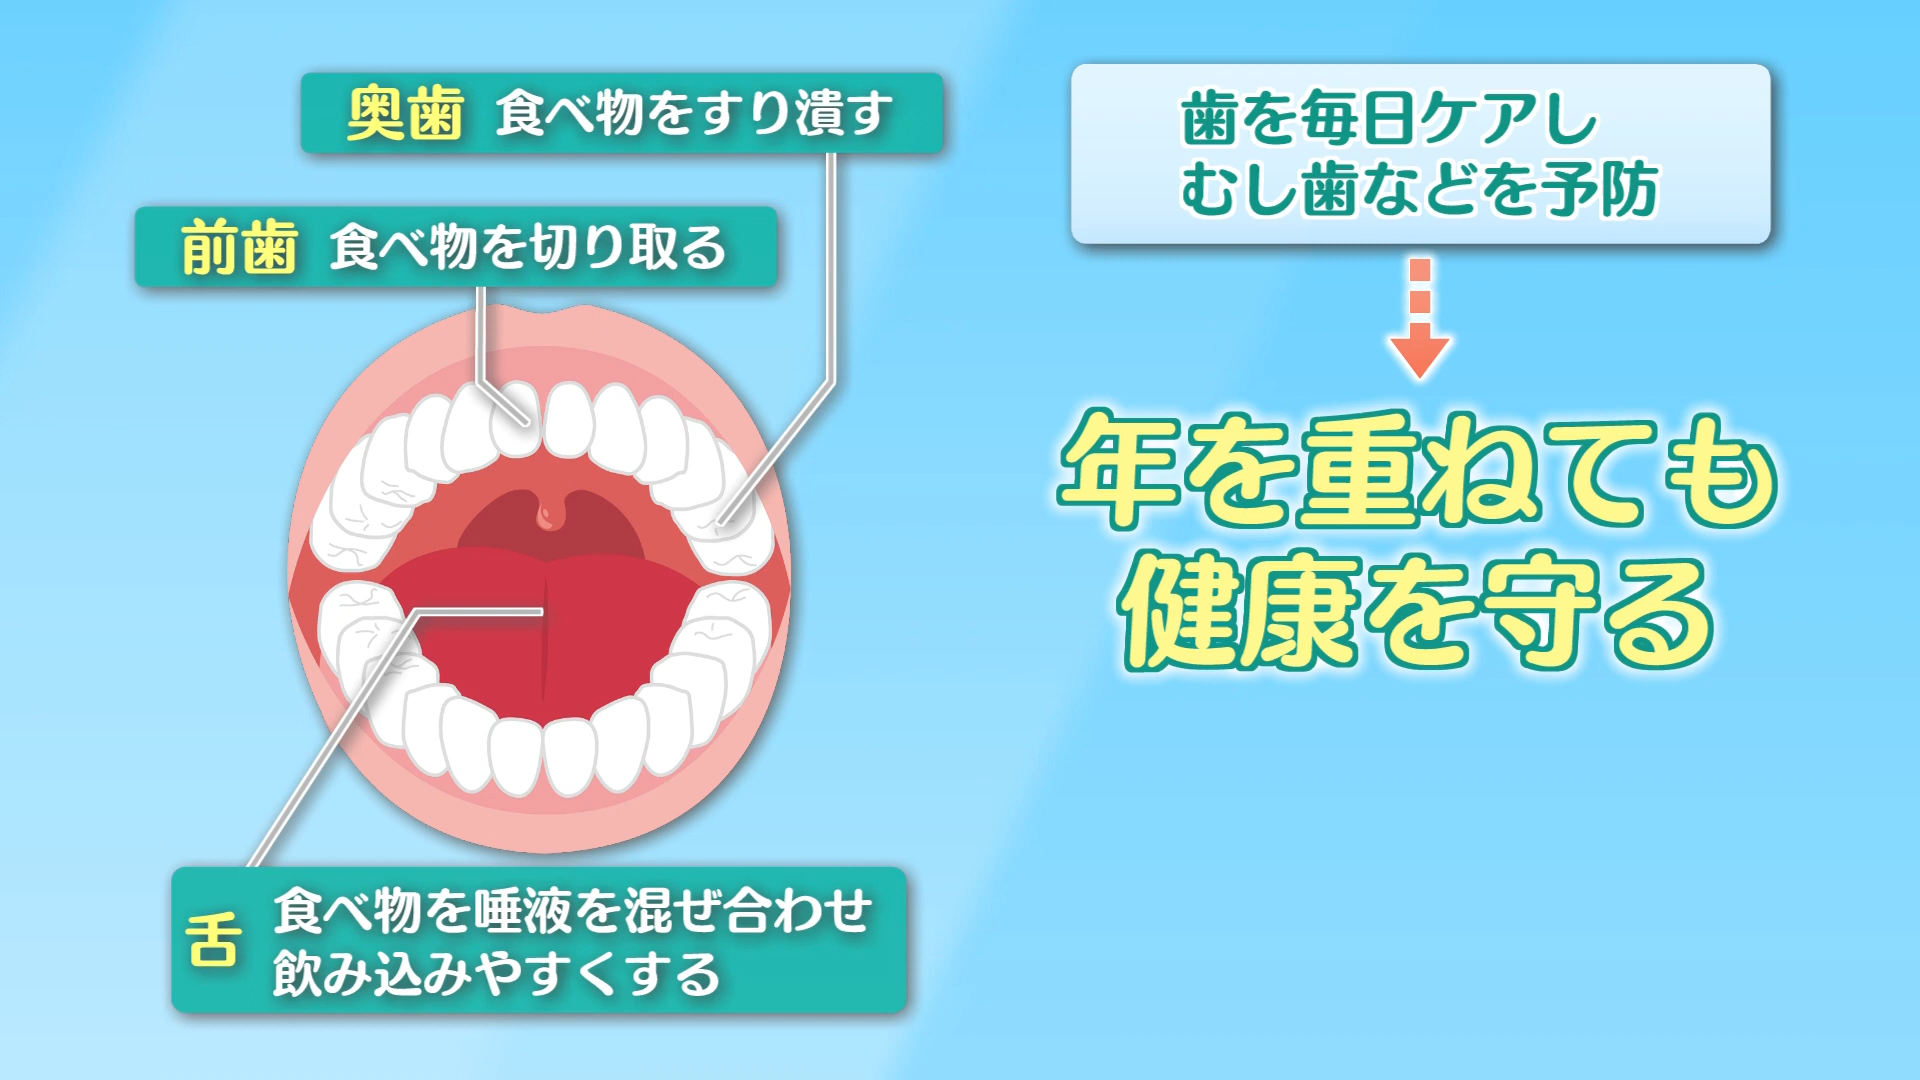 奥歯 食べ物をすり潰す
前歯 食べ物を切り取る
舌 食べ物を唾液を混ぜ合わせ
飲み込みやすくする
歯を毎日ケアし
むし歯などを予防
年を重ねても
健康を守る